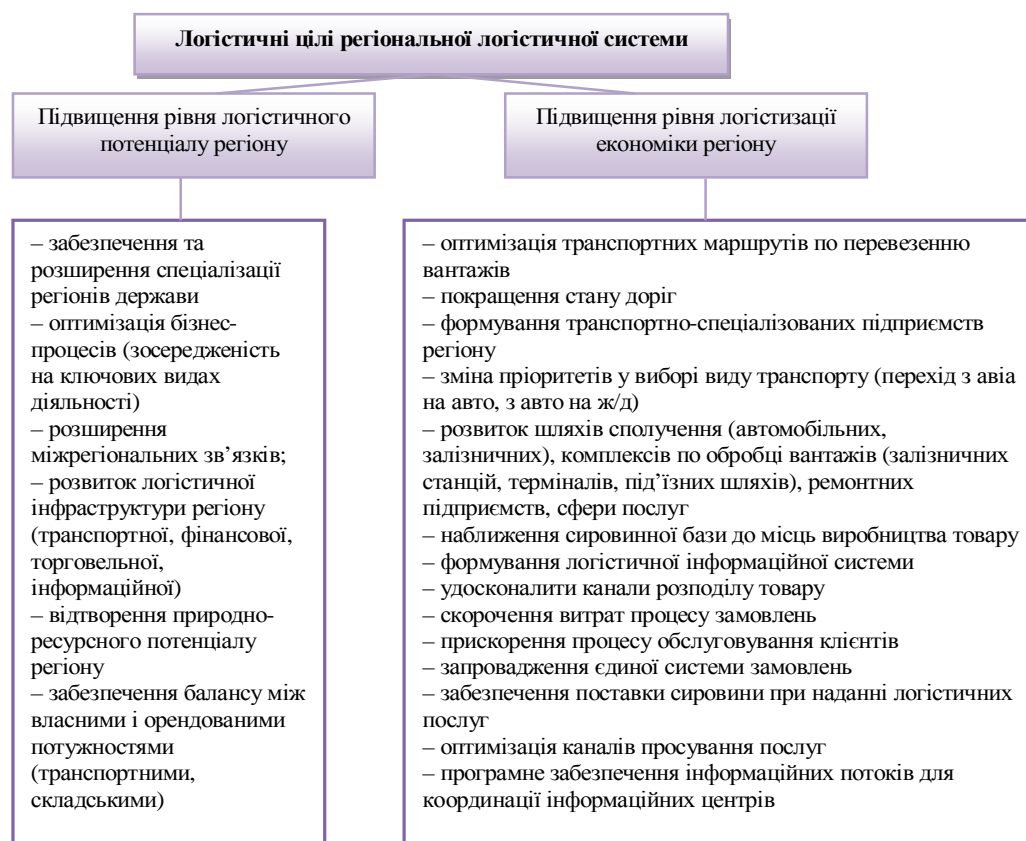 Логістичні цілі регіональної логістичної системи
Підвищення рівня логістичного
потенціалу регіону
Підвищення рівня логістизації
економіки регіону
– забезпечення та
розширення спеціалізації
регіонів держави
– оптимізація бізнес-
процесів (зосередженість
на ключових видах
діяльності)
– розширення
міжрегіональних зв’язків;
– розвиток логістичної
інфраструктури регіону
(транспортної, фінансової,
торговельної,
інформаційної)
– відтворення природно-
ресурсного потенціалу
регіону
– забезпечення балансу між
власними і орендованими
потужностями
(транспортними,
складськими)
– оптимізація транспортних маршрутів по перевезенню
вантажів
– покращення стану доріг
– формування транспортно-спеціалізованих підприємств
регіону
– зміна пріоритетів у виборі виду транспорту (перехід з авіа
на авто, з авто на ж/д)
– розвиток шляхів сполучення (автомобільних,
залізничних), комплексів по обробці вантажів (залізничних
станцій, терміналів, під’їзних шляхів), ремонтних
підприємств, сфери послуг
– наближення сировинної бази до місць виробництва товару
– формування логістичної інформаційної системи
– удосконалити канали розподілу товару
– скорочення витрат процесу замовлень
– прискорення процесу обслуговування клієнтів
– запровадження єдиної системи замовлень
– забезпечення поставки сировини при наданні логістичних
послуг
– оптимізація каналів просування послуг
– програмне забезпечення інформаційних потоків для
координації інформаційних центрів